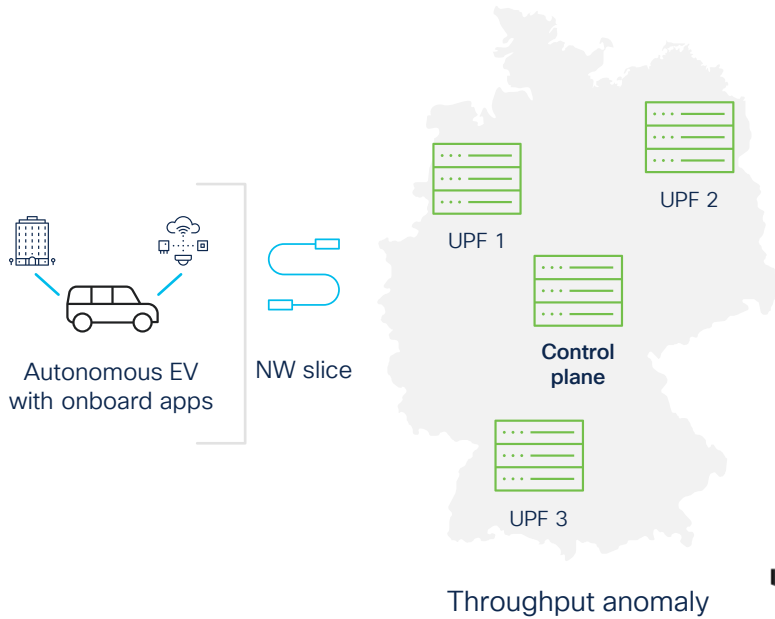 UPF 2
UPF 1
Control
plane
NW slice
Autonomous EV
with onboard apps
UPF 3
Throughput anomaly